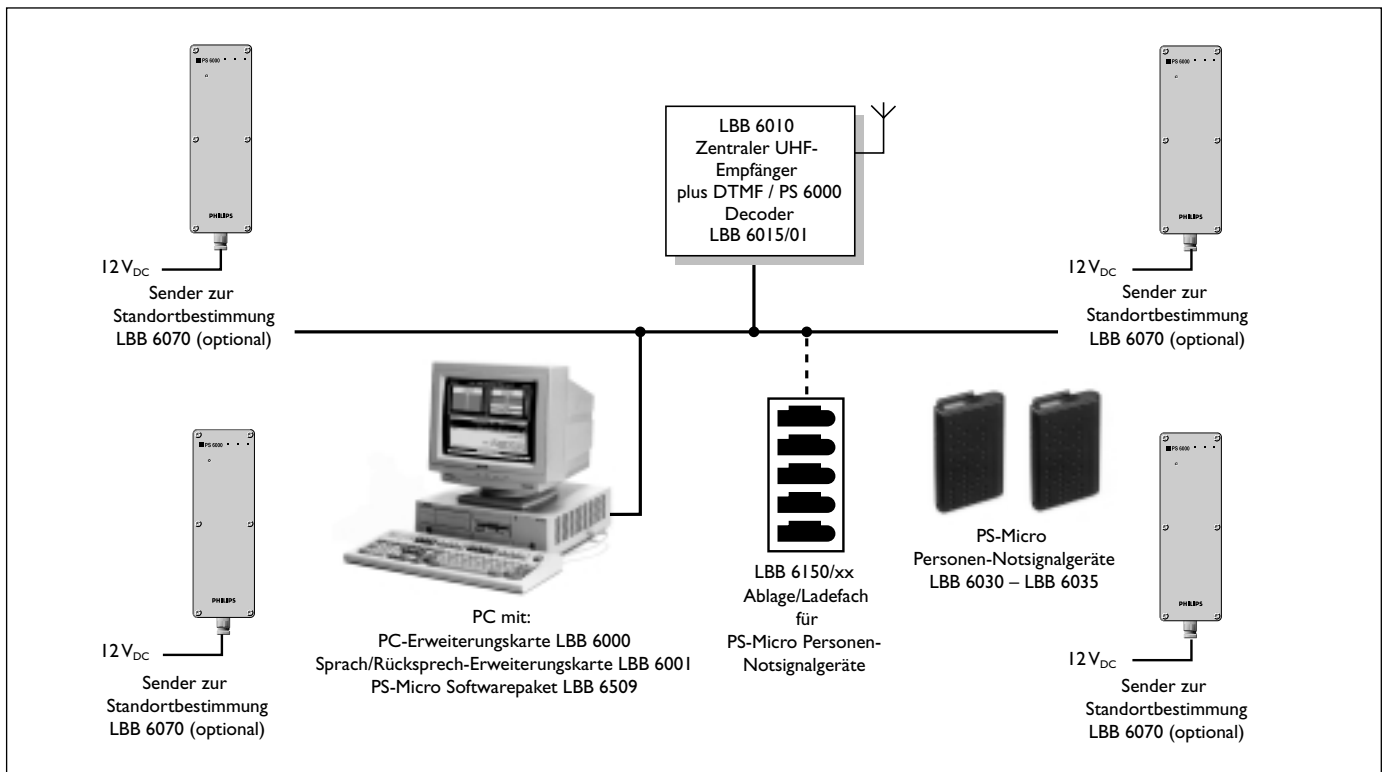 PS 6000
PHILIPS
12 V DC
Sender zur
Standortbestimmung
LBB 6070 (optional)
LBB 6010
Zentraler UHF-
Empfänger
plus DTMF / PS 6000
Decoder
LBB 6015/01
PS 6000
PHILIPS
12 V DC
Sender zur
Standortbestimmung
LBB 6070 (optional)
PS 6000
PHILIPS
12 V DC
Sender zur
Standortbestimmung
LBB 6070 (optional)
PC mit:
PC-Erweiterungskarte LBB 6000
Sprach/Rücksprech-Erweiterungskarte LBB 6001
PS-Micro Softwarepaket LBB 6509
LBB 6150/xx
Ablage/Ladefach
für
PS-Micro Personen-
Notsignalgeräte
PS-Micro
Personen-Notsignalgeräte
LBB 6030 – LBB 6035
PS 6000
PHILIPS
12 V DC
Sender zur
Standortbestimmung
LBB 6070 (optional)